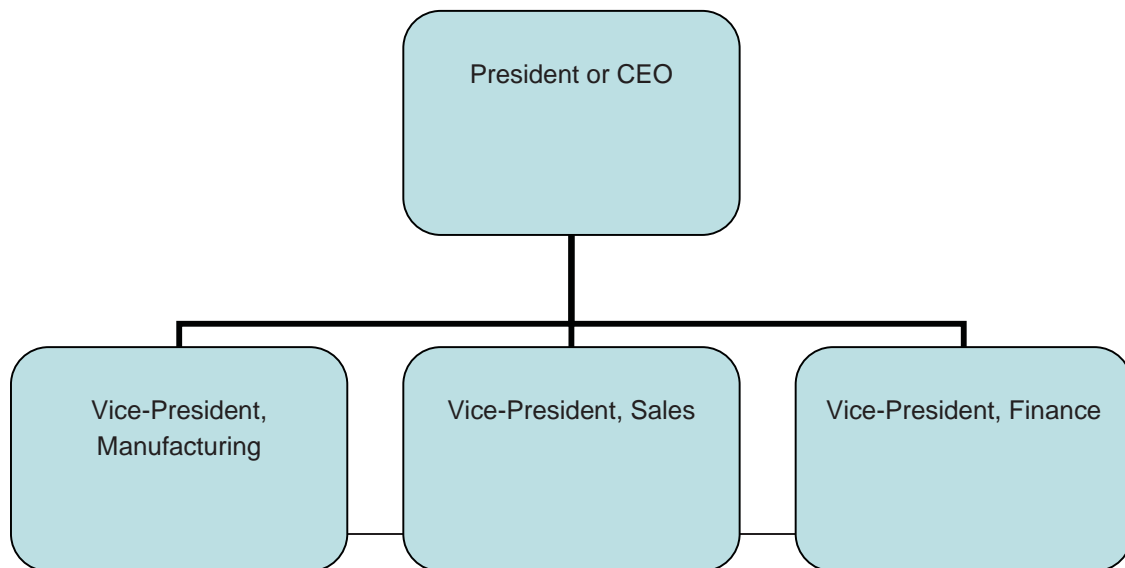 President or CEO
Vice-President,
Manufacturing
Vice-President, Sales
Vice-President, Finance